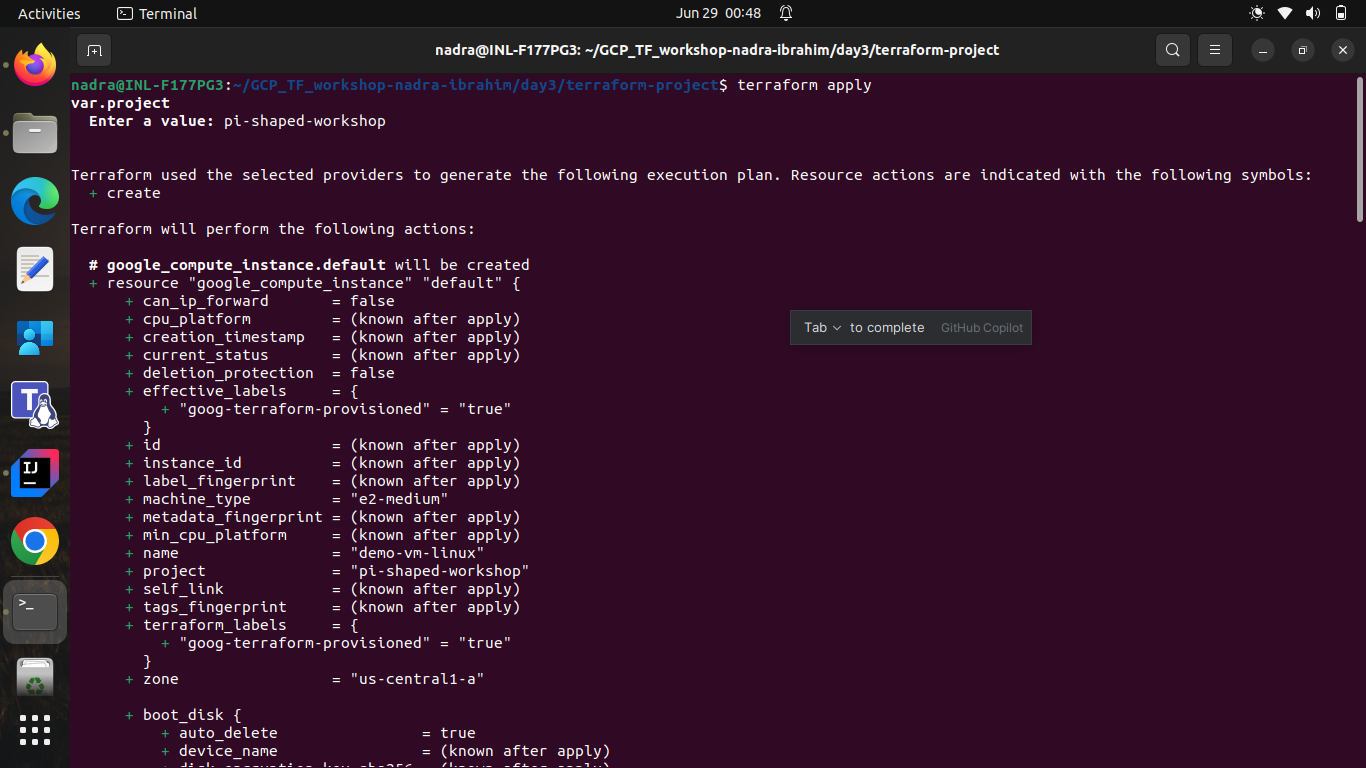 Activities
Terminal
Jun 29 00:48
nadra@INL-F177PG3: ~/GCP_TF_workshop-nadra-ibrahim/day3/terraform-project
nadra@INL-F177PG3:~/GCP_TF_workshop-nadra-ibrahim/day3/terraform-project$ terraform apply
var.project
  Enter a value: pi-shaped-workshop
Terraform used the selected providers to generate the following execution plan. Resource actions are indicated with the following symbols:
  + create
Terraform will perform the following actions:
  # google_compute_instance.default will be created
  + resource "google_compute_instance" "default" {
      + can_ip_forward       = false
      + cpu_platform         = (known after apply)
Tab to complete GitHub Copilot
      + creation_timestamp   = (known after apply)
      + current_status       = (known after apply)
      + deletion_protection  = false
      + effective_labels     = {
          + "goog-terraform-provisioned" = "true"
        }
      + id                   = (known after apply)
      + instance_id          = (known after apply)
      + label_fingerprint    = (known after apply)
      + machine_type         = "e2-medium"
      + metadata_fingerprint = (known after apply)
      + min_cpu_platform     = (known after apply)
      + name                 = "demo-vm-linux"
      + project              = "pi-shaped-workshop"
      + self_link            = (known after apply)
      + tags_fingerprint     = (known after apply)
      + terraform_labels     = {
          + "goog-terraform-provisioned" = "true"
        }
      + zone                 = "us-central1-a"
      + boot_disk {
          + auto_delete                = true
          + device_name                = (known after apply)